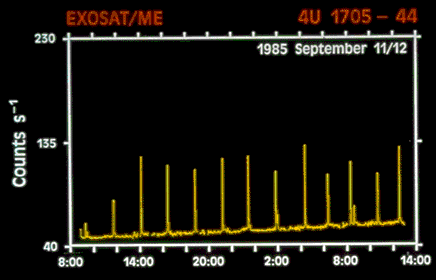 EXOSAT/ME 4U 1705 – 44
230
1985 September 11/12
135
Counts s⁻¹
40
8:00 14:00 20:00 2:00 8:00 14:00